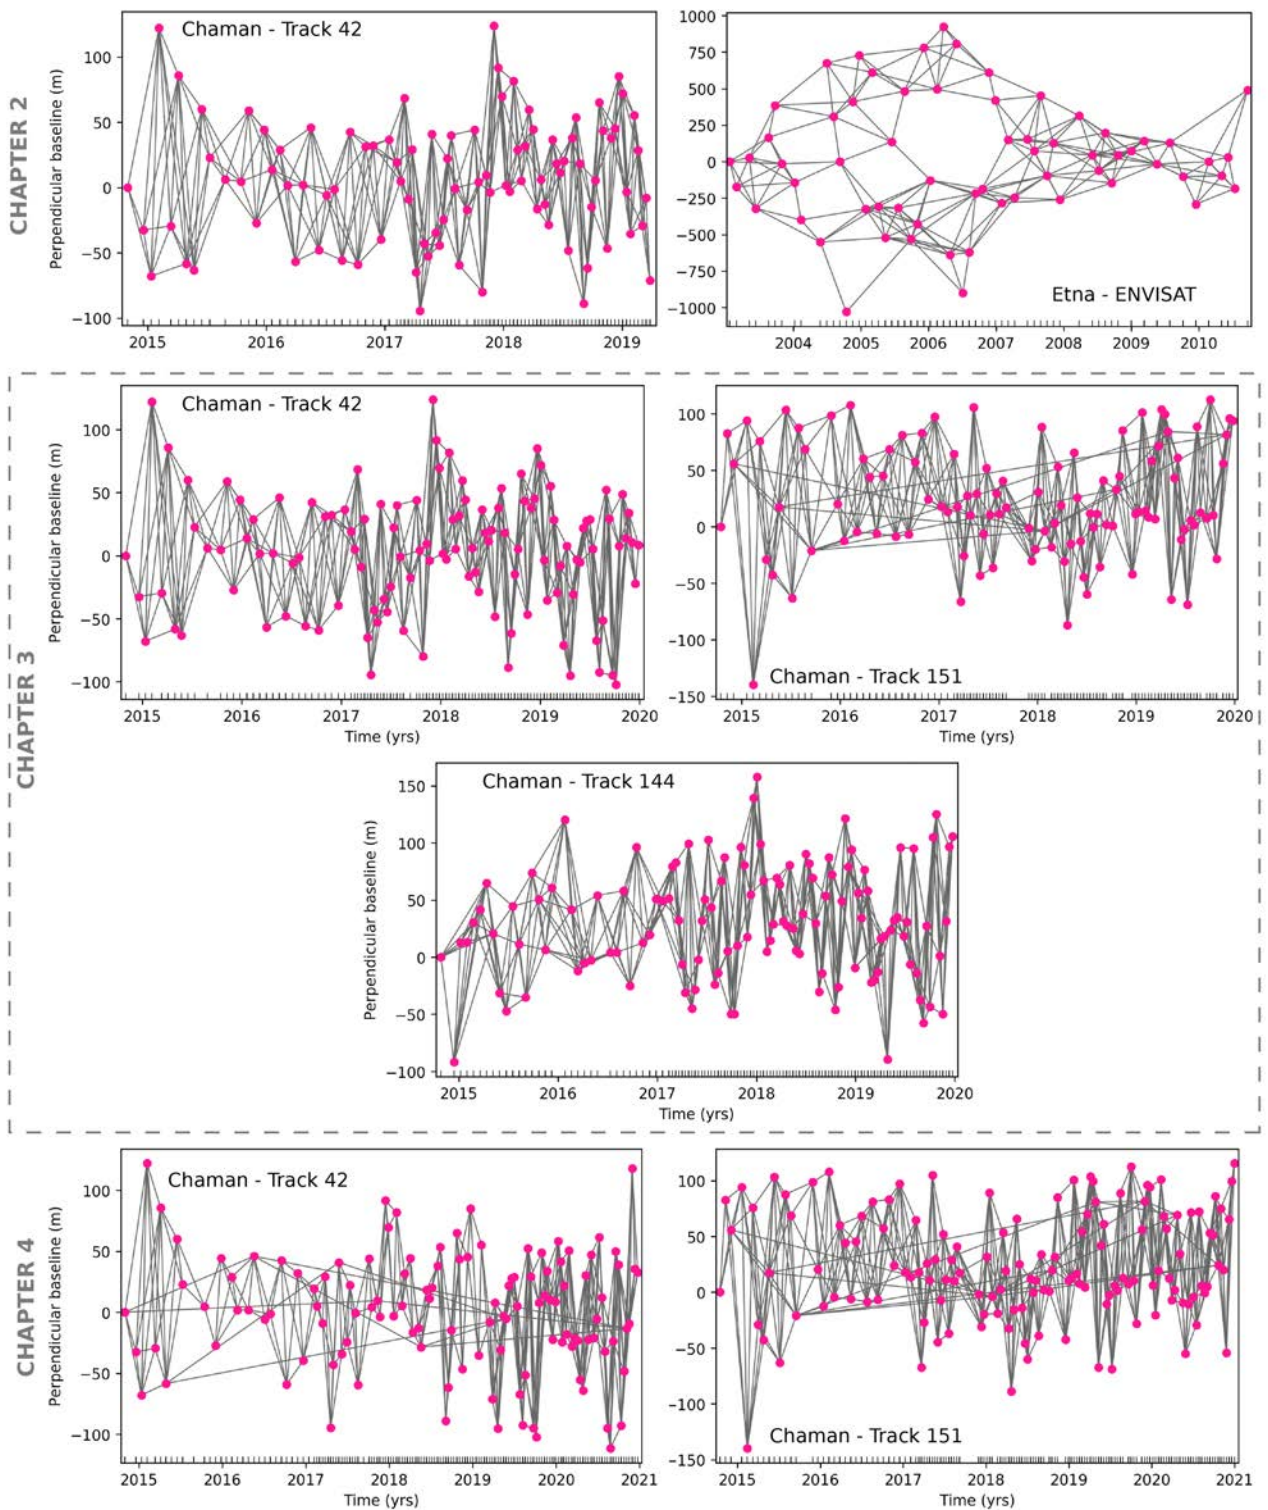 CHAPTER 2
Chaman - Track 42
Perpendicular baseline (m)
100
50
0
−50
−100
2015 2016 2017 2018 2019
Etna - ENVISAT
1000
750
500
250
0
−250
−500
−750
−1000
2004 2005 2006 2007 2008 2009 2010
CHAPTER 3
Chaman - Track 42
Perpendicular baseline (m)
100
50
0
−50
−100
2015 2016 2017 2018 2019 2020
Time (yrs)
Chaman - Track 151
100
50
0
−50
−100
−150
2015 2016 2017 2018 2019 2020
Time (yrs)
Chaman - Track 144
Perpendicular baseline (m)
150
100
50
0
−50
−100
2015 2016 2017 2018 2019 2020
Time (yrs)
CHAPTER 4
Chaman - Track 42
Perpendicular baseline (m)
100
50
0
−50
−100
2015 2016 2017 2018 2019 2020 2021
Time (yrs)
Chaman - Track 151
100
50
0
−50
−100
−150
2015 2016 2017 2018 2019 2020 2021
Time (yrs)